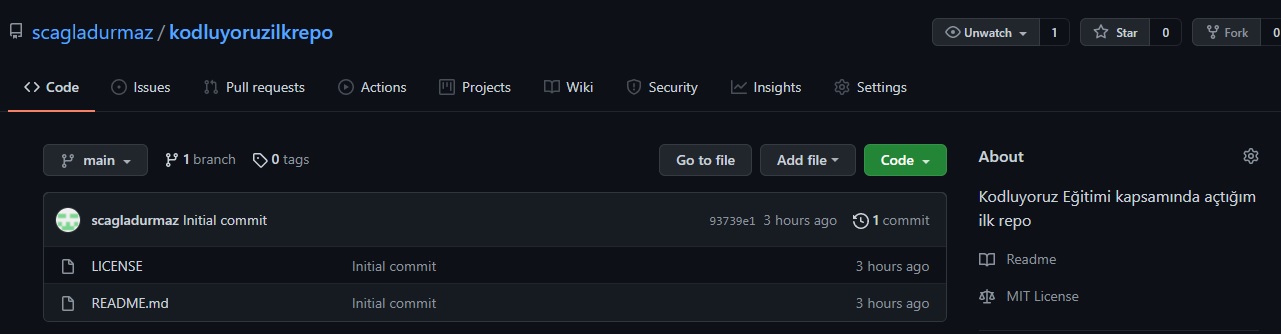 scagladurmaz / kodluyoruzilkrepo Unwatch 1 Star 0 Fork 0
Code Issues Pull requests Actions Projects Wiki Security Insights Settings
main 1 branch 0 tags Go to file Add file Code
scagladurmaz Initial commit 93739e1 3 hours ago 1 commit
LICENSE Initial commit 3 hours ago
README.md Initial commit 3 hours ago
About
Kodluyoruz Eğitimi kapsamında açtığım
ilk repo
Readme
MIT License